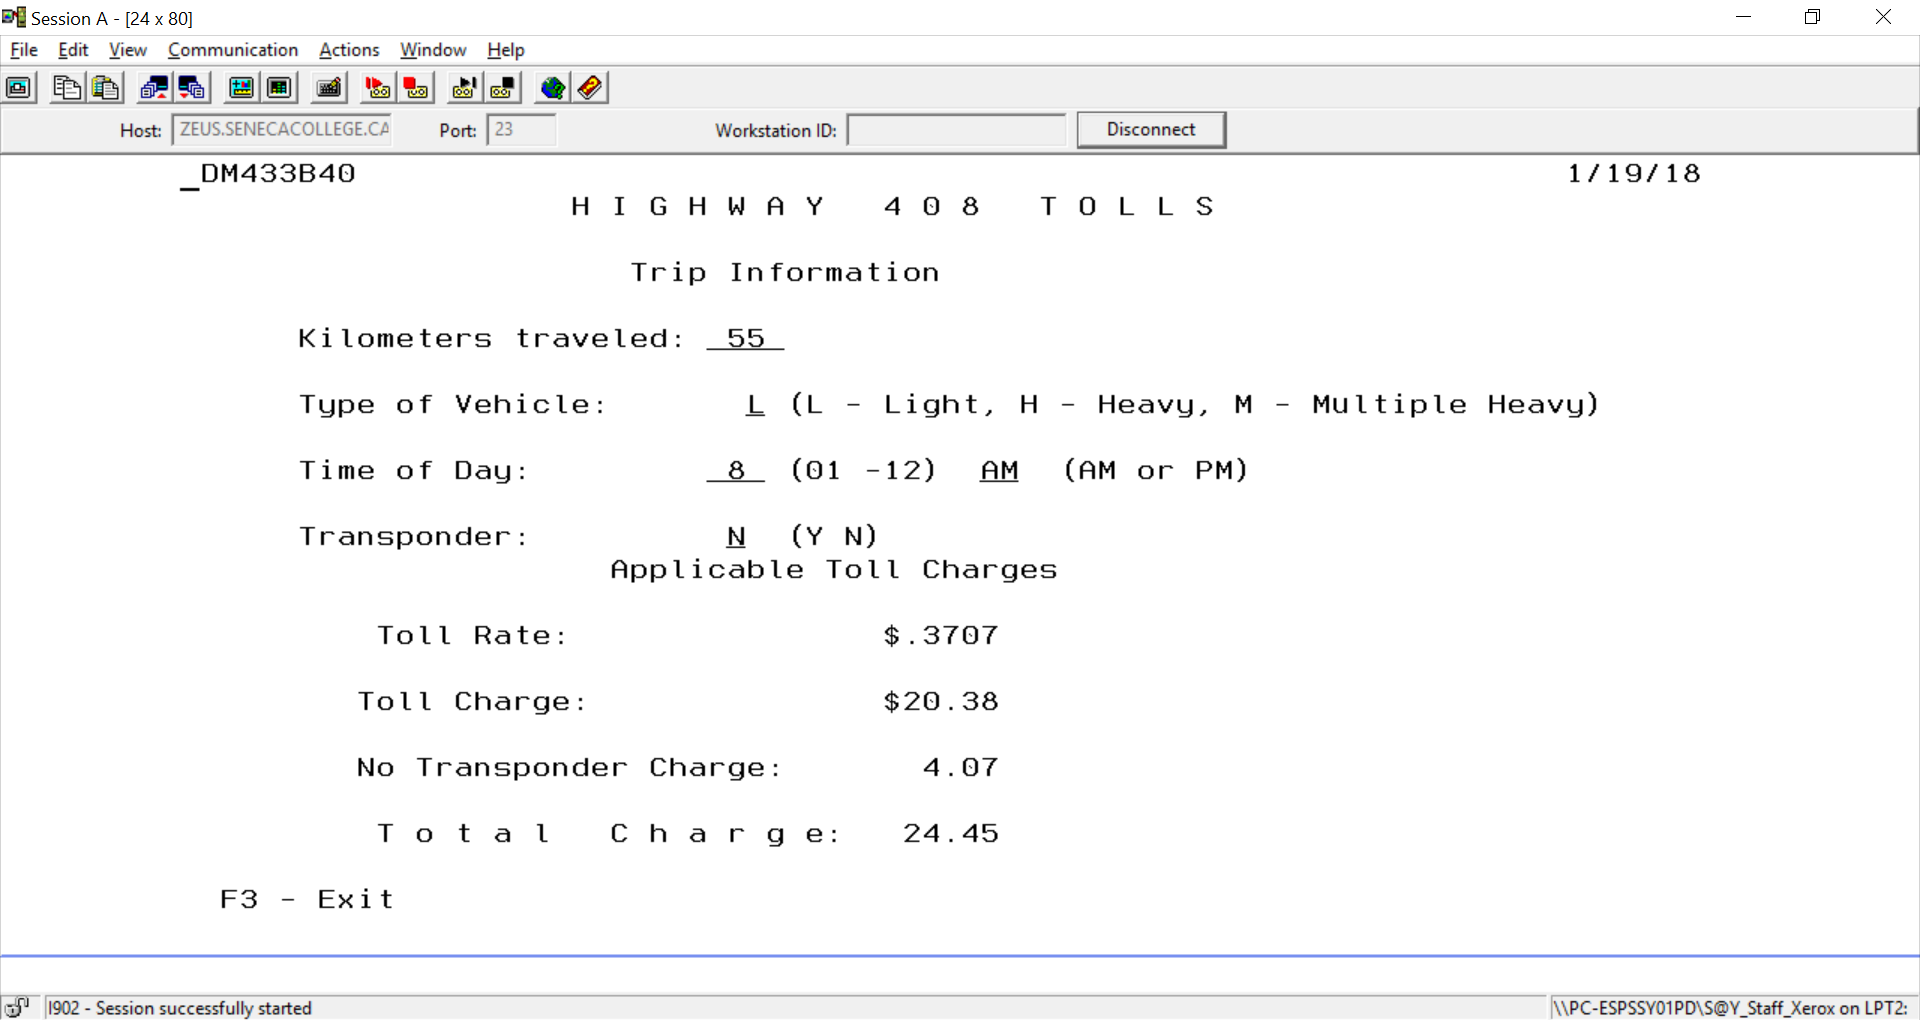 Session A - [24 x 80]
File Edit View Communication Actions Window Help
Host: ZEUS.SENECACOLLEGE.CA Port: 23 Workstation ID: Disconnect
_DM433B40 1/19/18
H I G H W A Y 4 0 8 T O L L S
Trip Information
Kilometers traveled: 55
Type of Vehicle: L (L - Light, H - Heavy, M - Multiple Heavy)
Time of Day: 8 (01 -12) AM (AM or PM)
Transponder: N (Y N)
Applicable Toll Charges
Toll Rate: $.3707
Toll Charge: $20.38
No Transponder Charge: 4.07
T o t a l C h a r g e: 24.45
F3 - Exit
I902 - Session successfully started \\PC-ESPSSY01PD\S@Y_Staff_Xerox on LPT2: